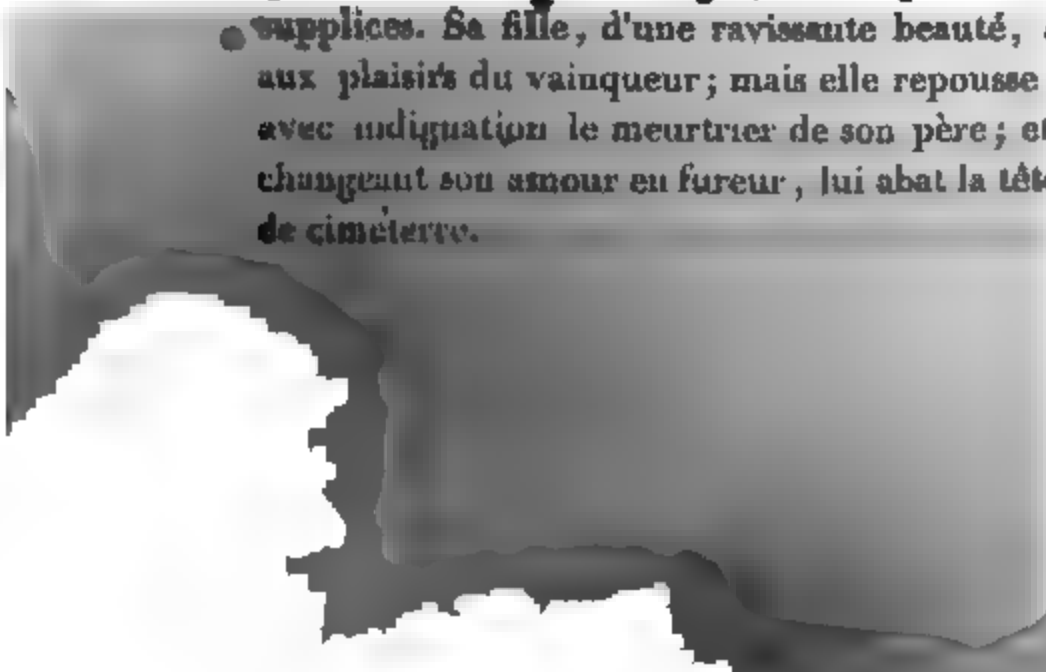 supplices. Sa fille, d'une ravissante beauté,
aux plaisirs du vainqueur; mais elle repousse
avec indignation le meurtrier de son père; et
changeant son amour en fureur, lui abat la tête
de cimeterre.